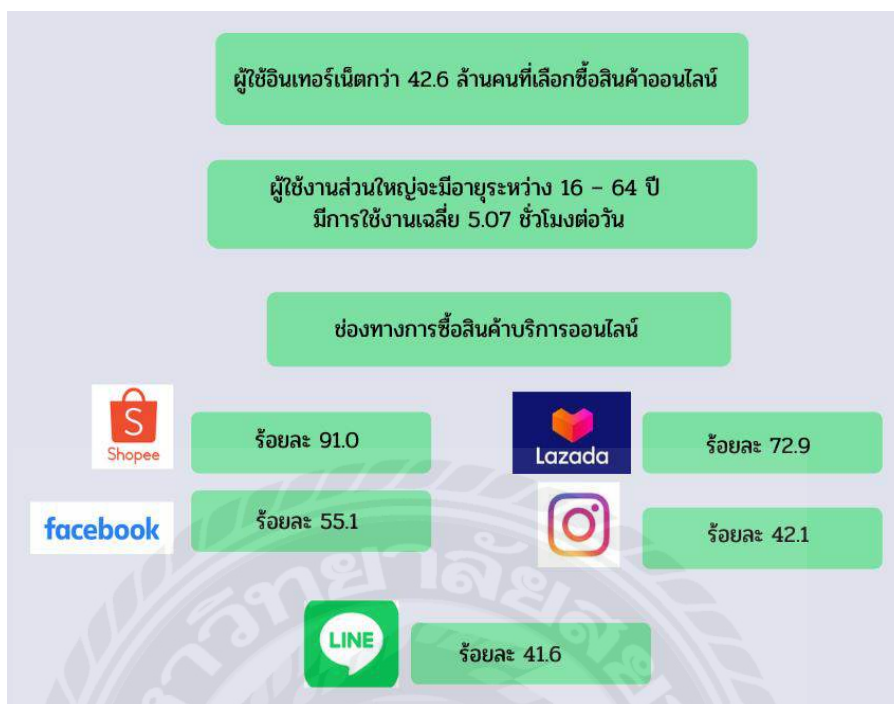 ผู้ใช้อินเทอร์เน็ตกว่า 42.6 ล้านคนที่เลือกซื้อสินค้าออนไลน์
ผู้ใช้งานส่วนใหญ่จะมีอายุระหว่าง 16 – 64 ปี
มีการใช้งานเฉลี่ย 5.07 ชั่วโมงต่อวัน
ช่องทางการซื้อสินค้าบริการออนไลน์
S
Shopee
ร้อยละ 91.0
Lazada
ร้อยละ 72.9
facebook
ร้อยละ 55.1
ร้อยละ 42.1
LINE
ร้อยละ 41.6